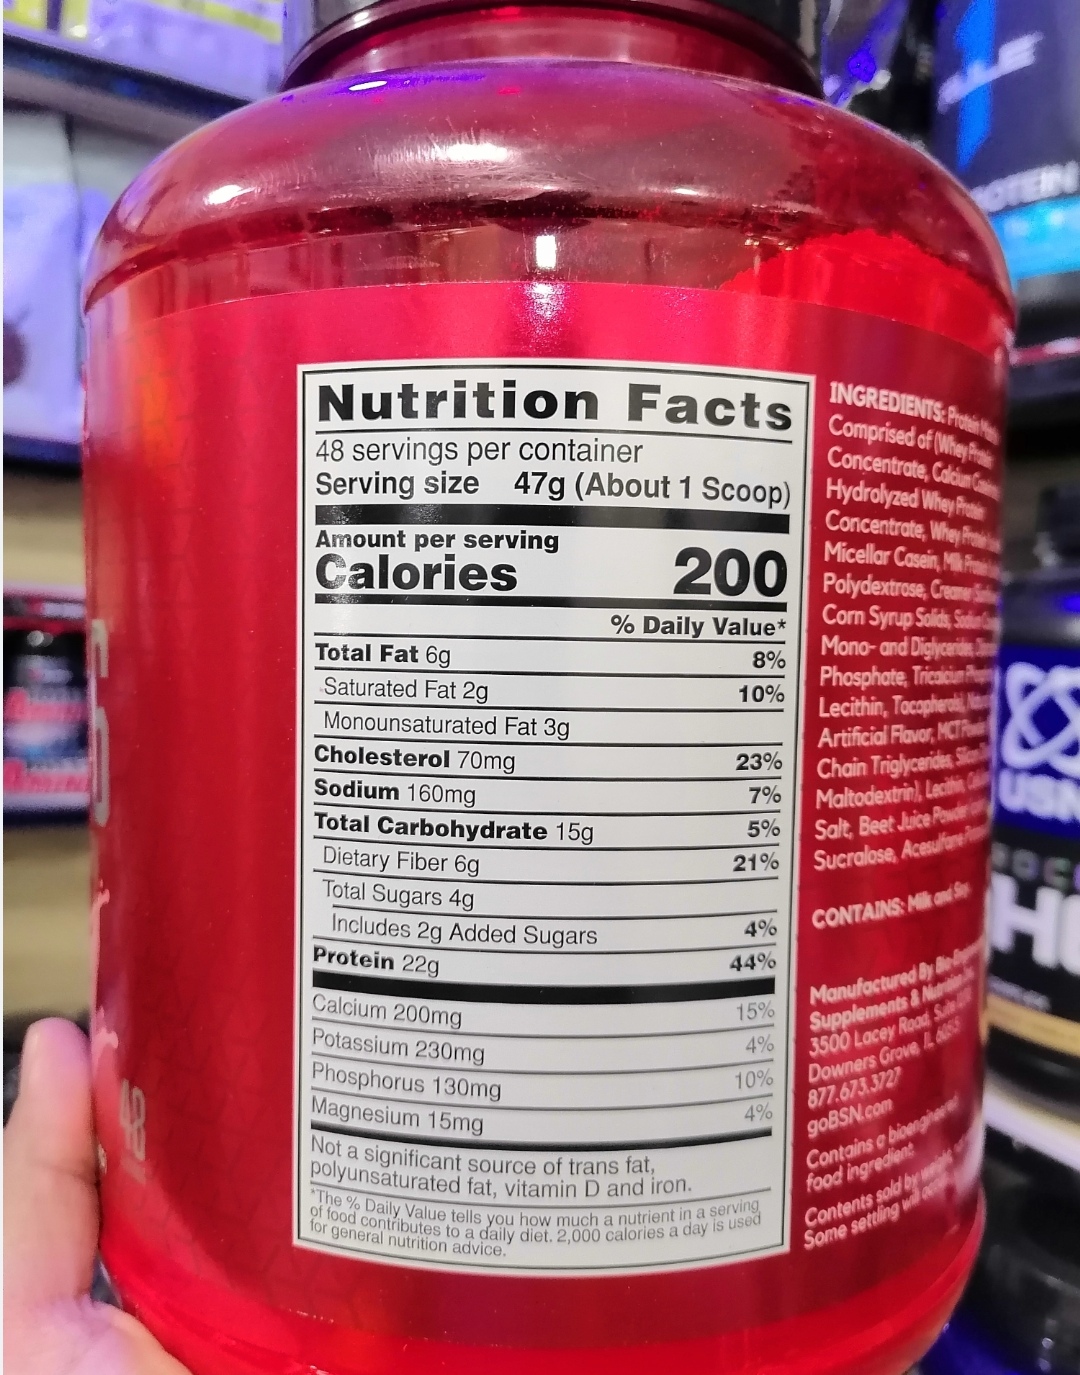 Nutrition Facts
48 servings per container
Serving size 47g (About 1 Scoop)
Amount per serving
Calories 200
% Daily Value*
Total Fat 6g 8%
Saturated Fat 2g 10%
Monounsaturated Fat 3g
Cholesterol 70mg 23%
Sodium 160mg 7%
Total Carbohydrate 15g 5%
Dietary Fiber 6g 21%
Total Sugars 4g
Includes 2g Added Sugars 4%
Protein 22g 44%
Calcium 200mg 15%
Potassium 230mg 4%
Phosphorus 130mg 10%
Magnesium 15mg 4%
Not a significant source of trans fat,
polyunsaturated fat, vitamin D and iron.
*The % Daily Value tells you how much a nutrient in a serving
of food contributes to a daily diet. 2,000 calories a day is used
for general nutrition advice.
INGREDIENTS: Protein
Comprised of (Whey Protein
Concentrate, Calcium
Hydrolyzed Whey Protein
Concentrate, Whey Protein
Micellar Casein, Milk Protein
Polydextrose, Creamer
Corn Syrup Solids, Sodium
Mono- and Diglycerides,
Phosphate, Tricalcium
Lecithin, Tocopherols),
Artificial Flavor, MCT Powder
Chain Triglycerides,
Maltodextrin), Lecithin,
Salt, Beet Juice Powder
Sucralose, Acesulfame
CONTAINS: Milk and Soy.
Manufactured By
Supplements & Nutrition
3500 Lacey Road,
Downers Grove, IL
877.673.3727
goBSN.com
Contains a bioengineered
food ingredient.
Contents sold by weight,
Some settling will
48
USN